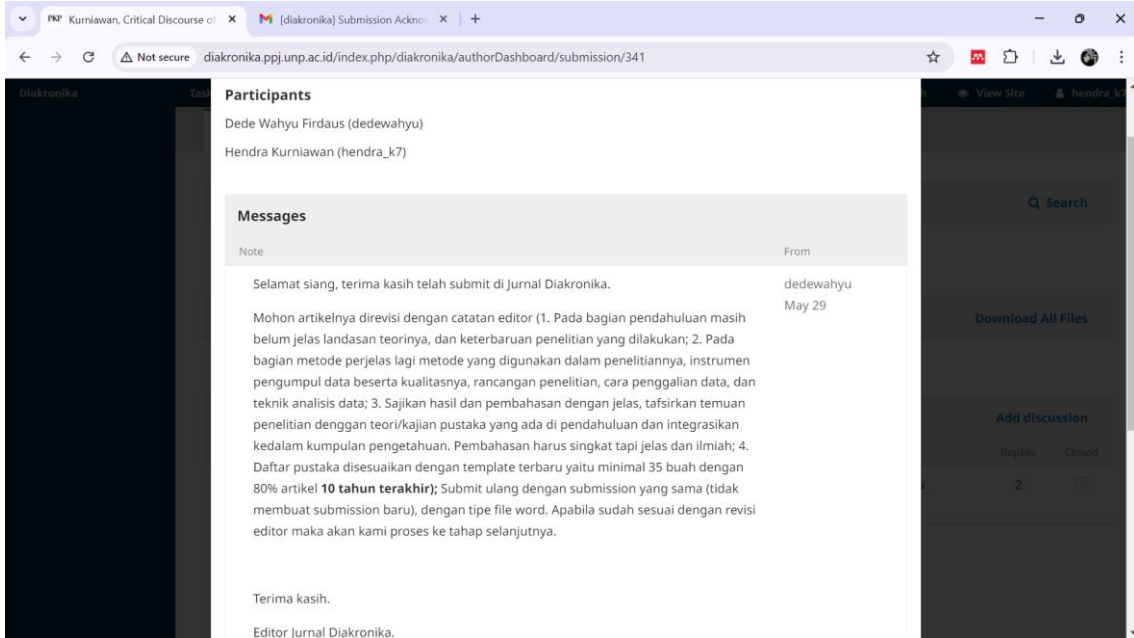 PKP Kurniawan, Critical Discourse of
[diakronika] Submission Acknov
Not secure diakronika.ppj.unp.ac.id/index.php/diakronika/authorDashboard/submission/341
Diakronika
Task
View Site
hendra_k7
Participants
Dede Wahyu Firdaus (dedewahyu)
Hendra Kurniawan (hendra_k7)
Search
Messages
Note From
Selamat siang, terima kasih telah submit di Jurnal Diakronika. dedewahyu
May 29
Mohon artikelnya direvisi dengan catatan editor (1. Pada bagian pendahuluan masih
belum jelas landasan teorinya, dan keterbaruan penelitian yang dilakukan; 2. Pada
bagian metode perjelas lagi metode yang digunakan dalam penelitiannya, instrumen
pengumpul data beserta kualitasnya, rancangan penelitian, cara penggalian data, dan
teknik analisis data; 3. Sajikan hasil dan pembahasan dengan jelas, tafsirkan temuan
penelitian denggan teori/kajian pustaka yang ada di pendahuluan dan integrasikan
kedalam kumpulan pengetahuan. Pembahasan harus singkat tapi jelas dan ilmiah; 4.
Daftar pustaka disesuaikan dengan template terbaru yaitu minimal 35 buah dengan
80% artikel 10 tahun terakhir); Submit ulang dengan submission yang sama (tidak
membuat submission baru), dengan tipe file word. Apabila sudah sesuai dengan revisi
editor maka akan kami proses ke tahap selanjutnya.
Download All Files
Add discussion
Replies Closed
2
Terima kasih.
Editor Jurnal Diakronika.